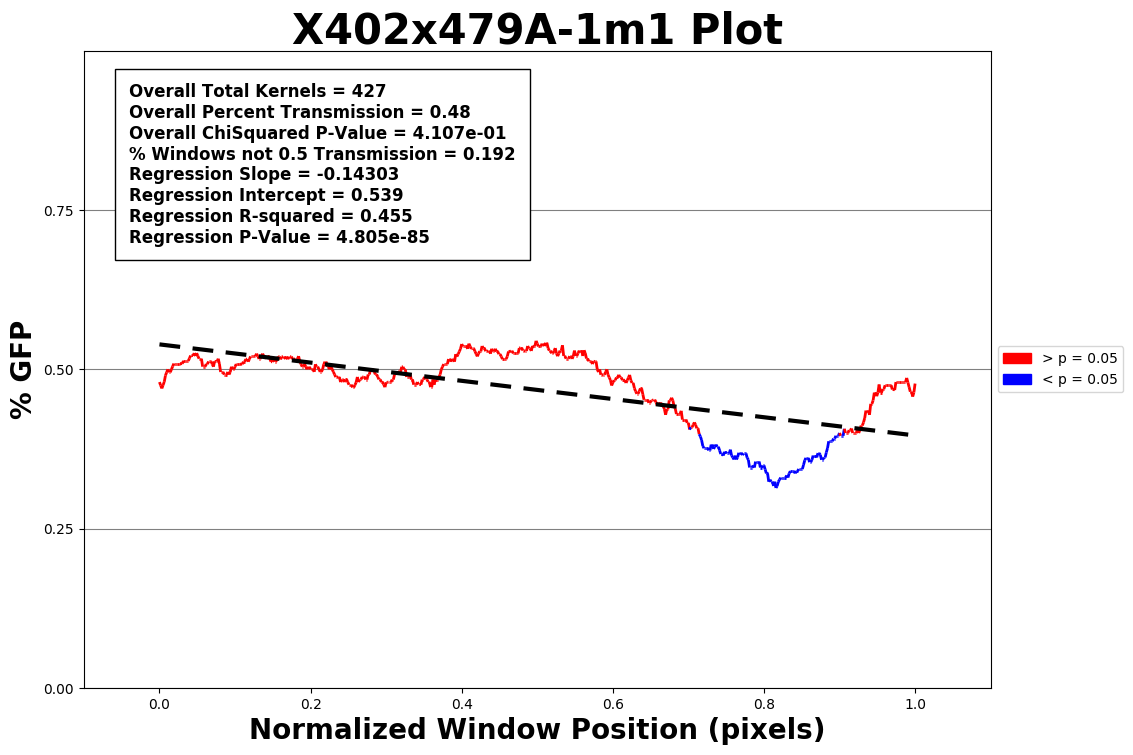 X402x479A-1m1 Plot
Overall Total Kernels = 427
Overall Percent Transmission = 0.48
Overall ChiSquared P-Value = 4.107e-01
% Windows not 0.5 Transmission = 0.192
Regression Slope = -0.14303
Regression Intercept = 0.539
Regression R-squared = 0.455
Regression P-Value = 4.805e-85
% GFP
0.75
0.50
0.25
0.00
> p = 0.05
< p = 0.05
0.0 0.2 0.4 0.6 0.8 1.0
Normalized Window Position (pixels)